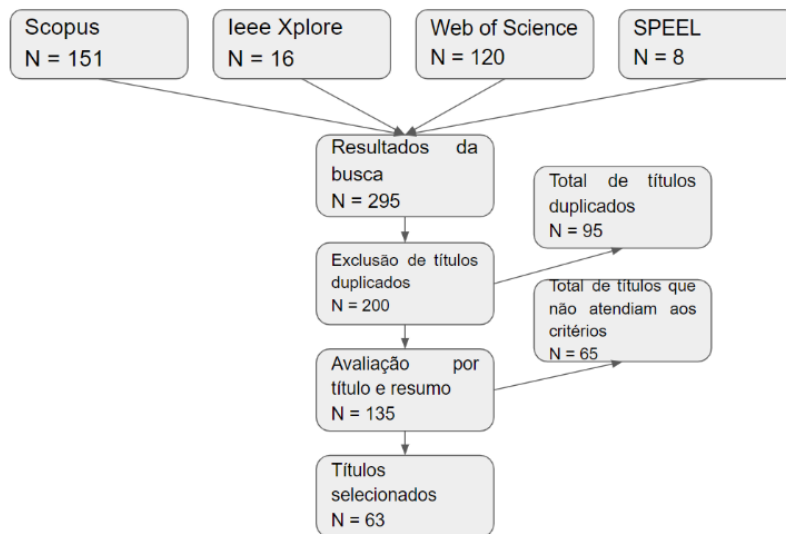 Scopus
N = 151
Ieee Xplore
N = 16
Web of Science
N = 120
SPEEL
N = 8
Resultados da
busca
N = 295
Total de títulos
duplicados
N = 95
Exclusão de títulos
duplicados
N = 200
Total de títulos que
não atendiam aos
critérios
N = 65
Avaliação por
título e resumo
N = 135
Títulos
selecionados
N = 63